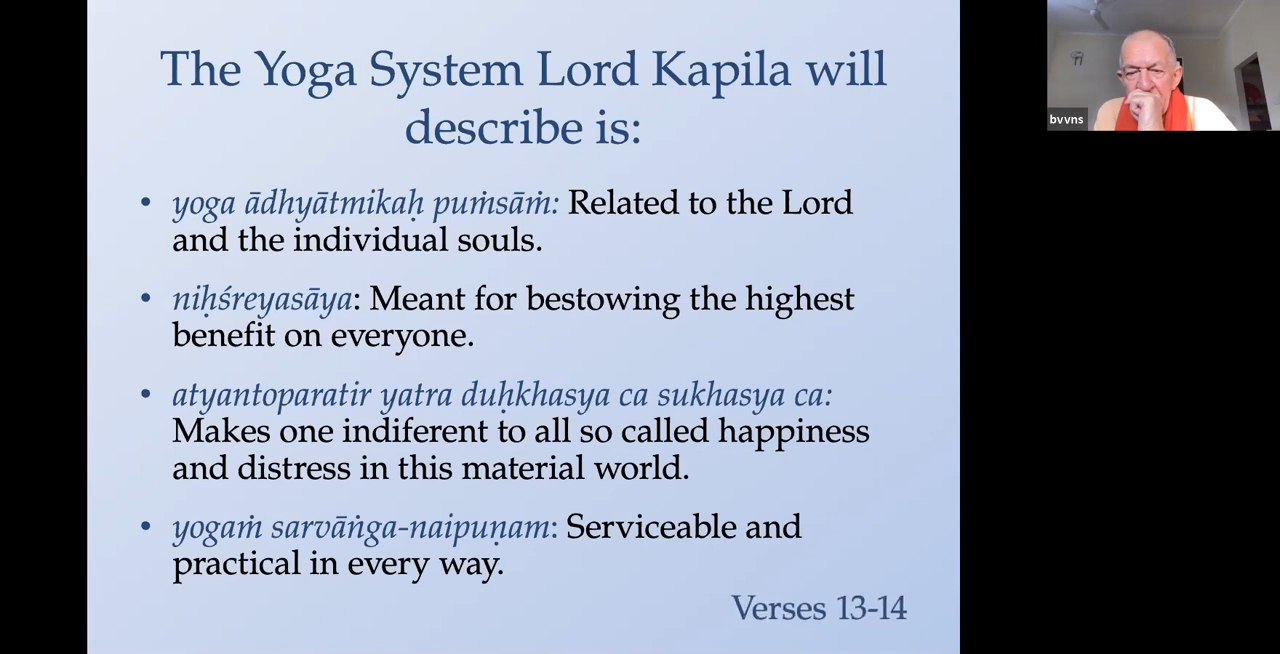 The Yoga System Lord Kapila will
describe is:
• yoga ādhyātmikaḥ puṁsāṁ: Related to the Lord
and the individual souls.
• niḥśreyasāya: Meant for bestowing the highest
benefit on everyone.
• atyantoparatir yatra duḥkhasya ca sukhasya ca:
Makes one indiferent to all so called happiness
and distress in this material world.
• yogaṁ sarvāṅga-naipuṇam: Serviceable and
practical in every way.
Verses 13-14
bvvns